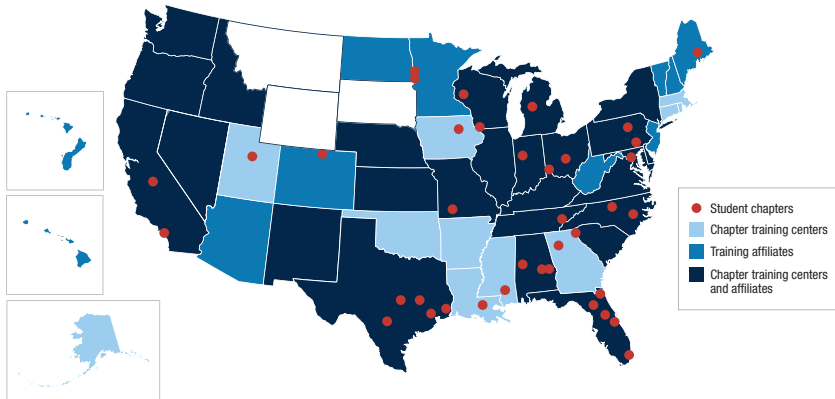 Student chapters
Chapter training centers
Training affiliates
Chapter training centers
and affiliates